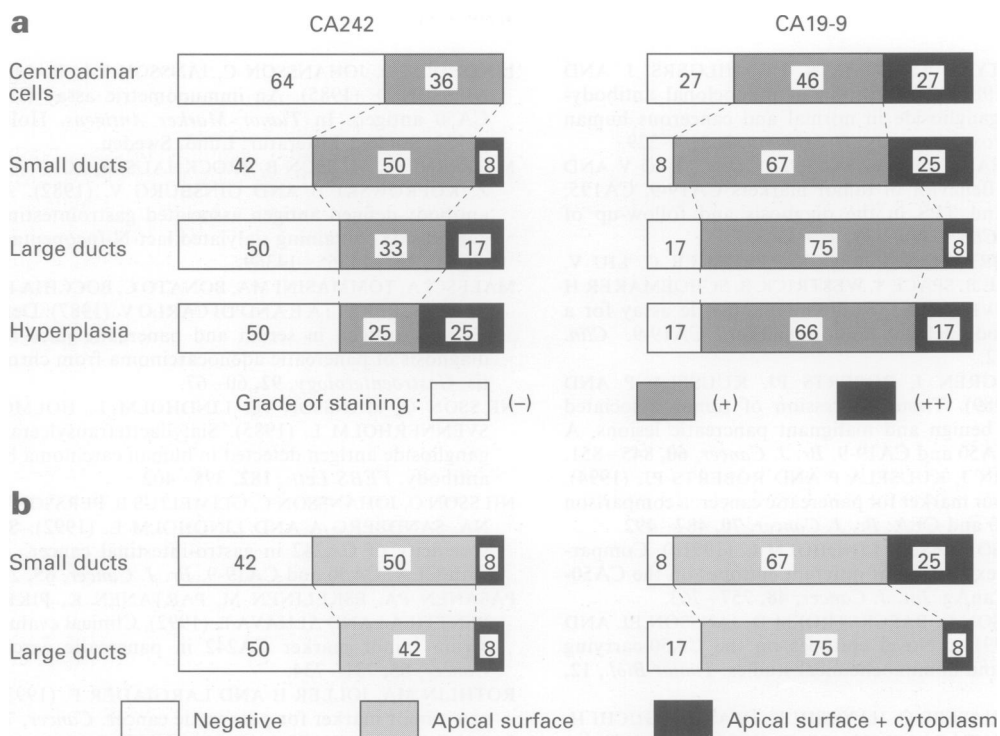 a
CA242 CA19-9
Centroacinar cells 64 36 27 46 27
Small ducts 42 50 8 8 67 25
Large ducts 50 33 17 17 75 8
Hyperplasia 50 25 25 17 66 17
Grade of staining : (−) (+) (++)
b
Small ducts 42 50 8 8 67 25
Large ducts 50 42 8 17 75 8
Negative Apical surface Apical surface + cytoplasm